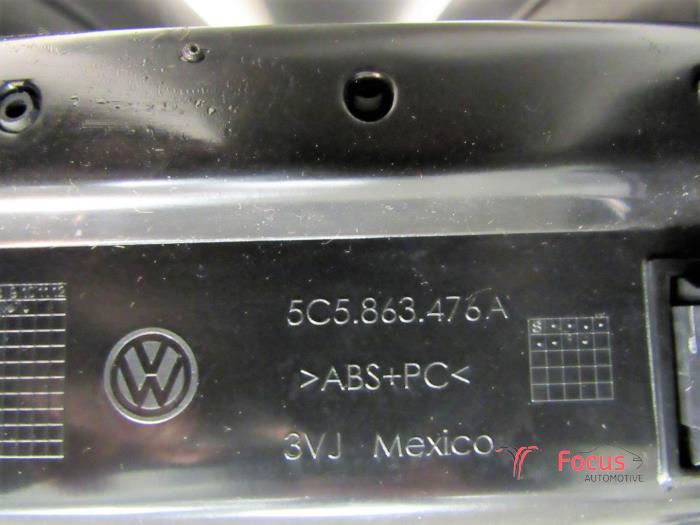 5C5.863.476A
>ABS+PC<
3VJ Mexico
Focus
AUTOMOTIVE